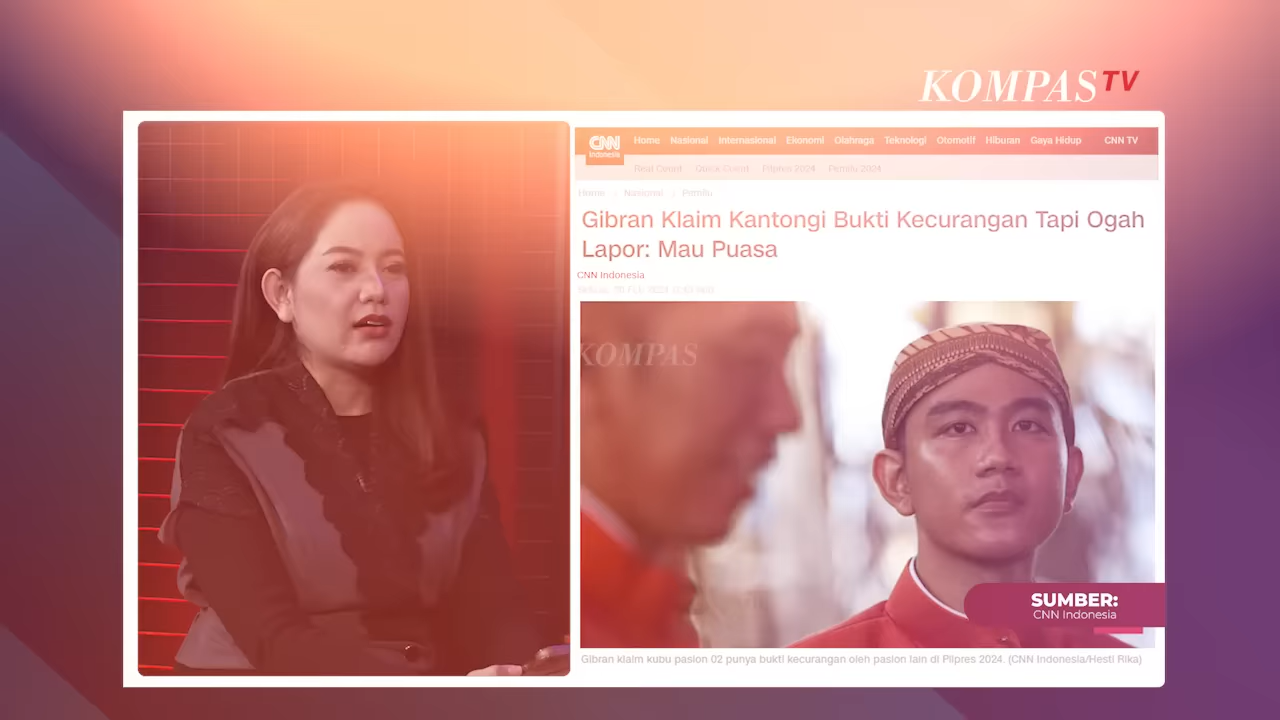 KOMPAS TV
CNN
Indonesia
Home Nasional Internasional Ekonomi Olahraga Teknologi Otomotif Hiburan Gaya Hidup CNN TV
Real Count Quick Count Pilpres 2024 Pemilu 2024
Home Nasional Pemilu
Gibran Klaim Kantongi Bukti Kecurangan Tapi Ogah
Lapor: Mau Puasa
CNN Indonesia
KOMPAS
SUMBER:
CNN Indonesia
Gibran klaim kubu paslon 02 punya bukti kecurangan oleh paslon lain di Pilpres 2024. (CNN Indonesia/Hesti Rika)